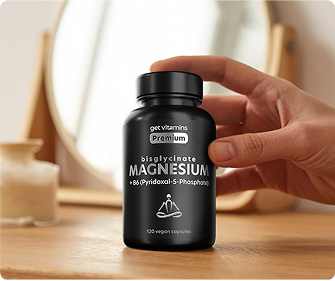 get vitamins
Premium
bisglycinate
MAGNESIUM
+ B6 (Pyridoxal-5-Phosphate)
120 vegan capsules